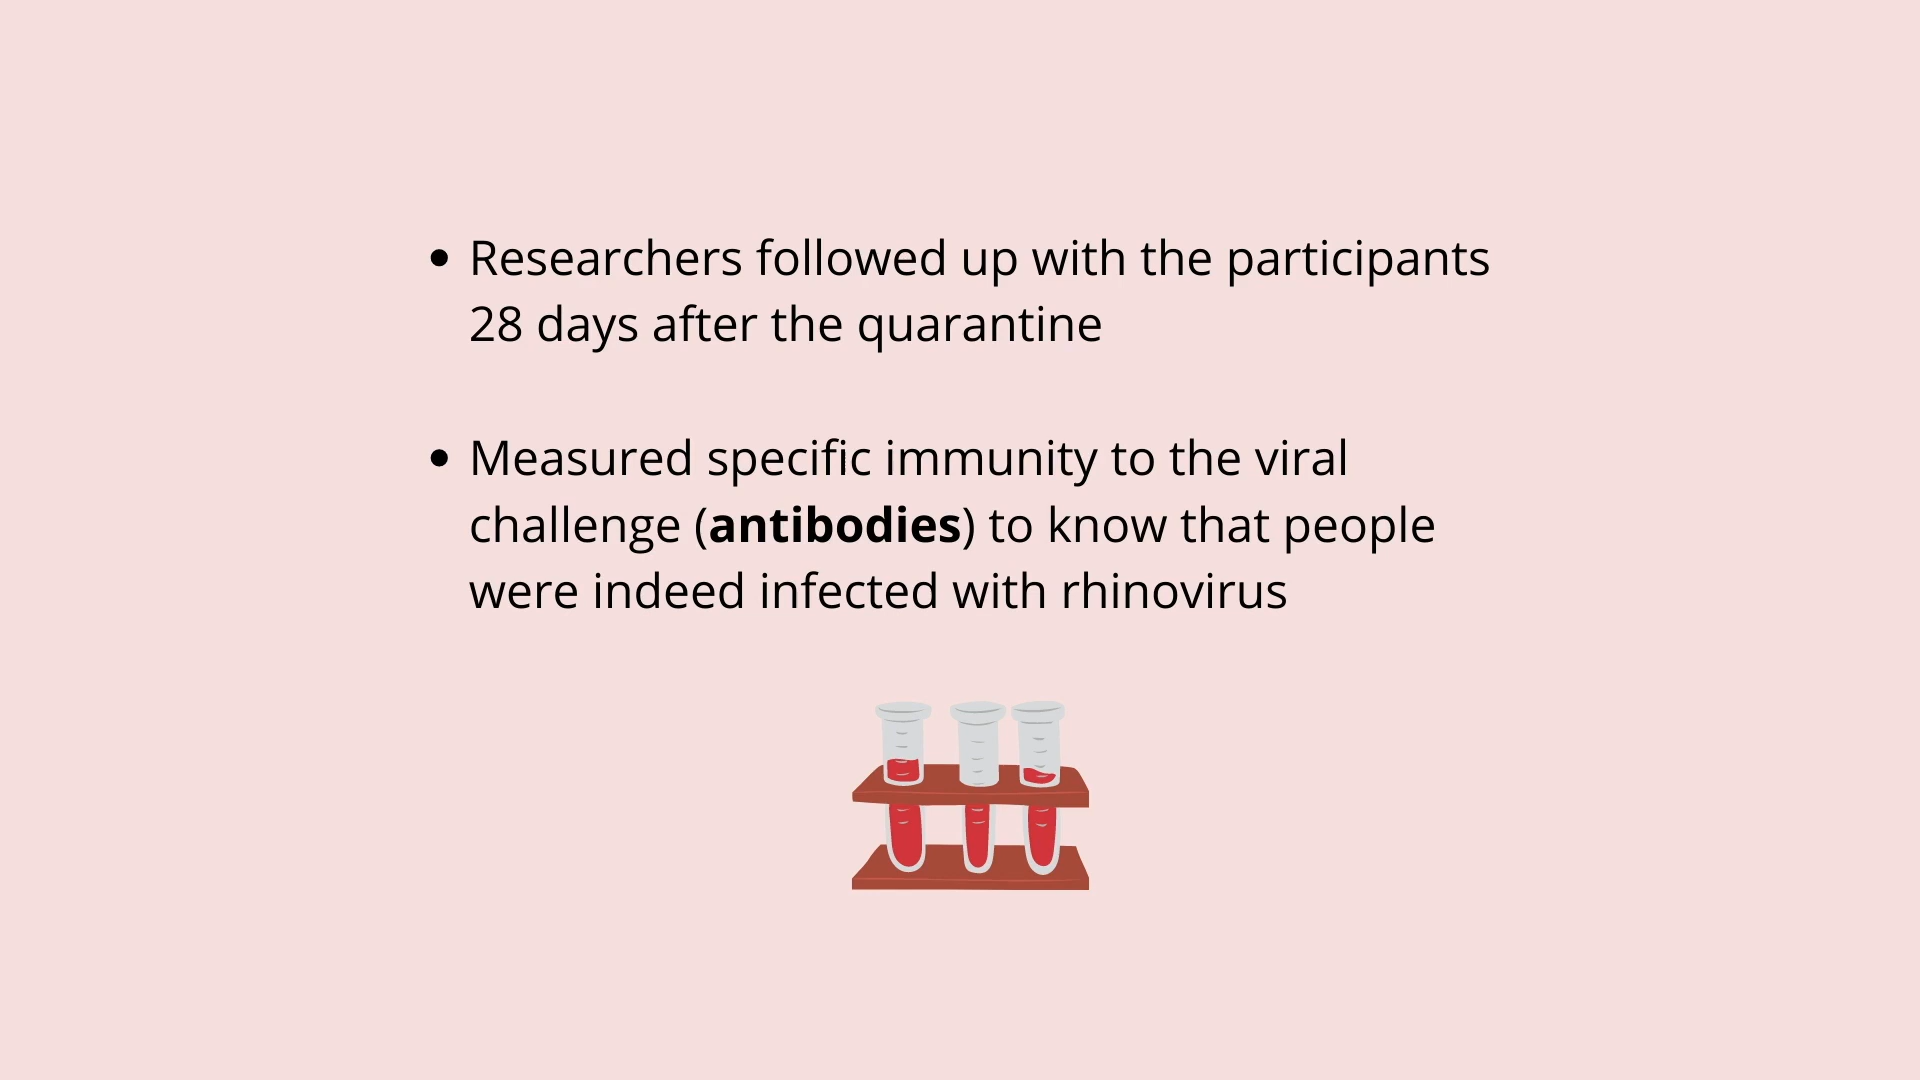 • Researchers followed up with the participants
28 days after the quarantine
• Measured specific immunity to the viral
challenge (antibodies) to know that people
were indeed infected with rhinovirus